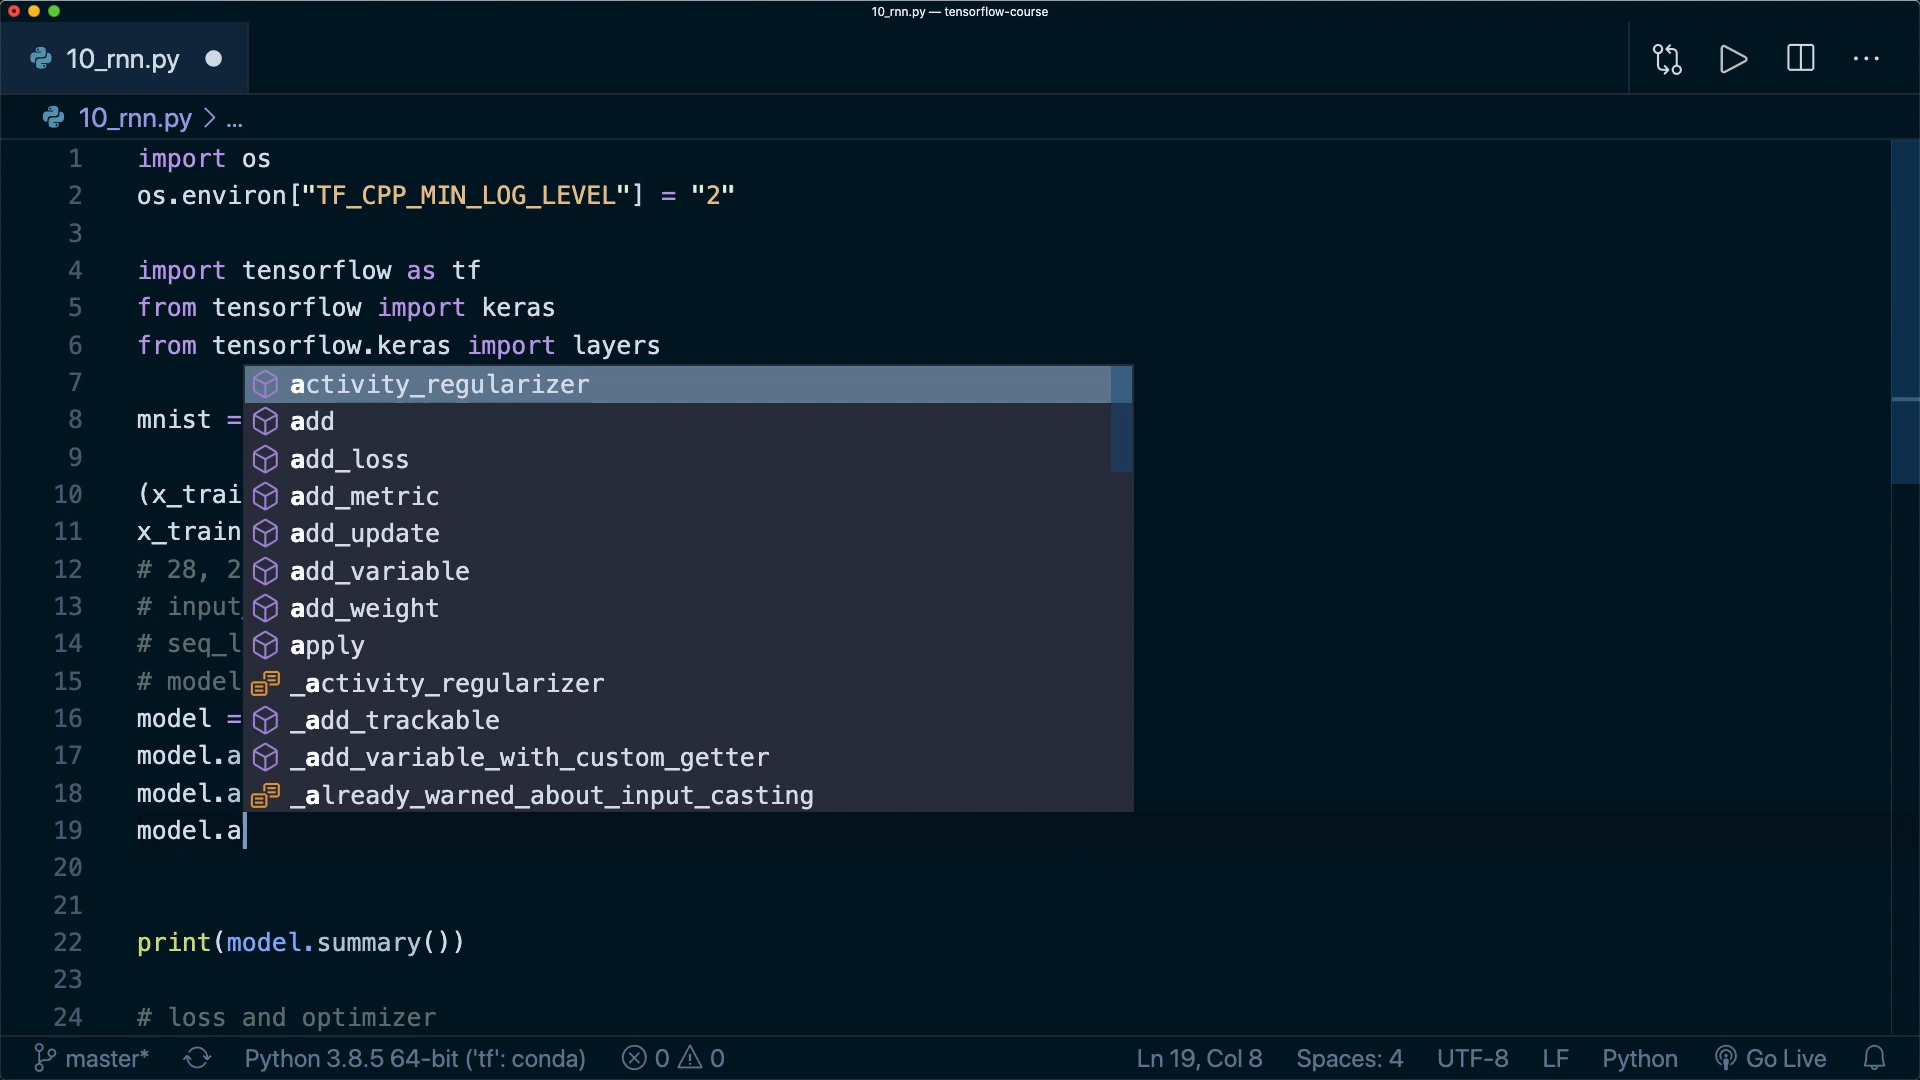 10_rnn.py — tensorflow-course
10_rnn.py
10_rnn.py > ...
1 import os
2 os.environ["TF_CPP_MIN_LOG_LEVEL"] = "2"
3
4 import tensorflow as tf
5 from tensorflow import keras
6 from tensorflow.keras import layers
7
activity_regularizer
8 mnist =
add
9
add_loss
10 (x_trai
add_metric
11 x_train
add_update
12 # 28, 2
add_variable
13 # input_
add_weight
14 # seq_l
apply
15 # model
_activity_regularizer
16 model =
_add_trackable
17 model.a
_add_variable_with_custom_getter
18 model.a
_already_warned_about_input_casting
19 model.a
20
21
22 print(model.summary())
23
24 # loss and optimizer
master* Python 3.8.5 64-bit ('tf': conda) 0 0 Ln 19, Col 8 Spaces: 4 UTF-8 LF Python Go Live